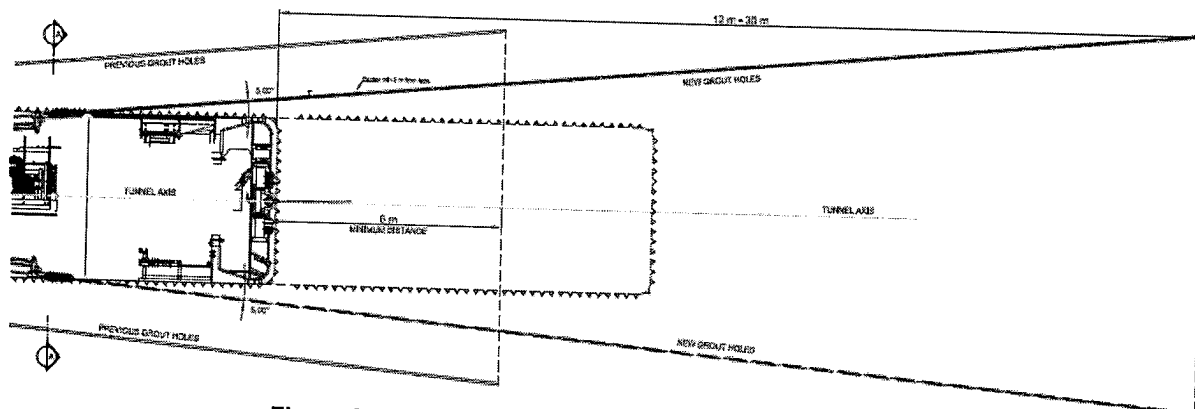 12 m - 38 m
A
PREVIOUS GROUT HOLES
NEW GROUT HOLES
5.00°
TUNNEL AXIS
TUNNEL AXIS
6 m
MINIMUM DISTANCE
5.00°
PREVIOUS GROUT HOLES
NEW GROUT HOLES
A